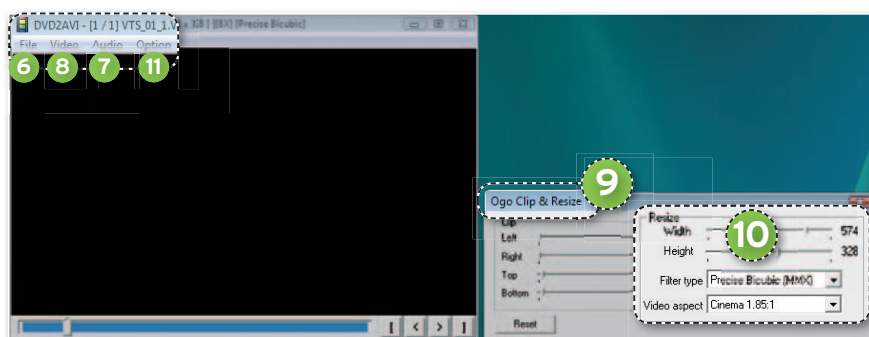 DVD2AVI - [1 / 1] VTS_01_1.V x 328 [ ][8X] [Precise Bicubic]
File Video Audio Option
6 8 7 11
9
Ogo Clip & Resize
Clip
Left
Right
Top
Bottom
Reset
Resize
10
Width 574
Height 328
Filter type Precise Bicubic (MMX)
Video aspect Cinema 1.85:1
[ < > ]